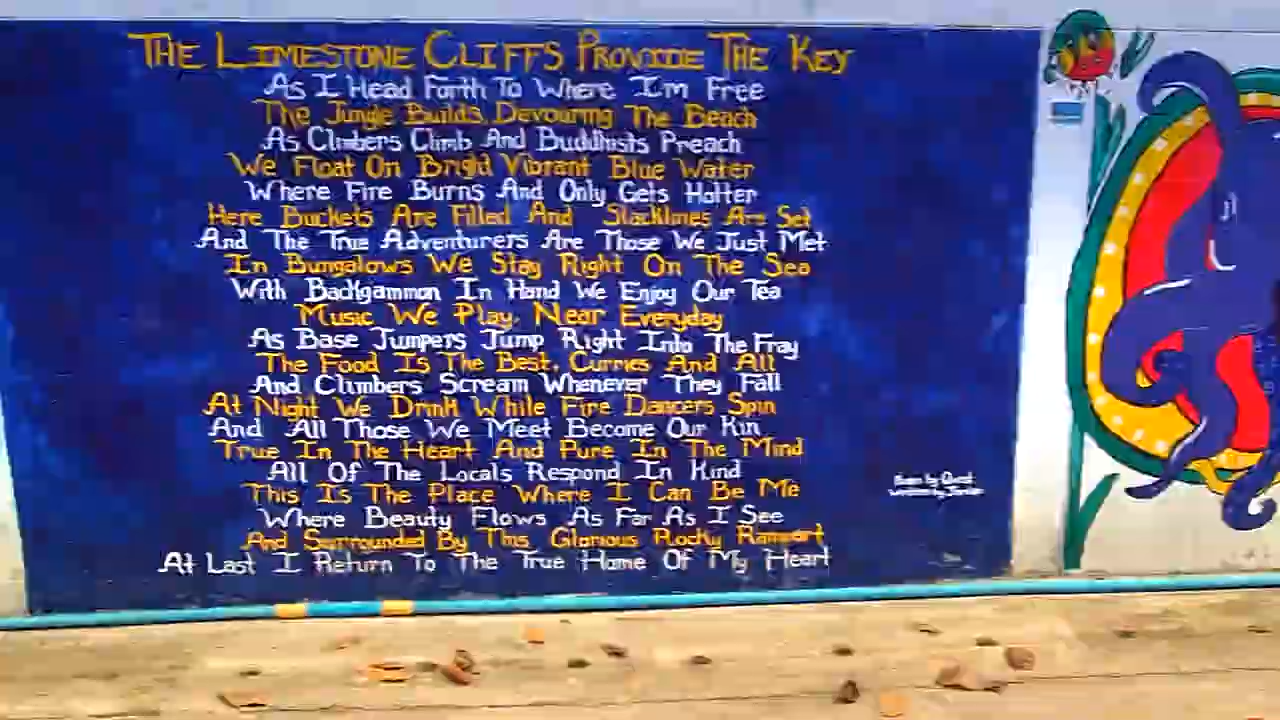 The Limestone Cliffs Provide The Key
As I Head Forth To Where I'm Free
The Jungle Builds, Devouring The Beach
As Climbers Climb And Buddhists Preach
We Float On Bright Vibrant Blue Water
Where Fire Burns And Only Gets Hotter
Here Buckets Are Filled And Slacklines Are Set
And The True Adventurers Are Those We Just Met
In Bungalows We Stay Right On The Sea
With Backgammon In Hand We Enjoy Our Tea
Music We Play, Near Everyday
As Base Jumpers Jump Right Into The Fray
The Food Is The Best, Curries And All
And Climbers Scream Whenever They Fall
At Night We Drink While Fire Dancers Spin
And All Those We Meet Become Our Kin
True In The Heart And Pure In The Mind
All Of The Locals Respond In Kind
This Is The Place Where I Can Be Me
Where Beauty Flows As Far As I See
And Surrounded By This Glorious Rocky Rampart
At Last I Return To The True Home Of My Heart